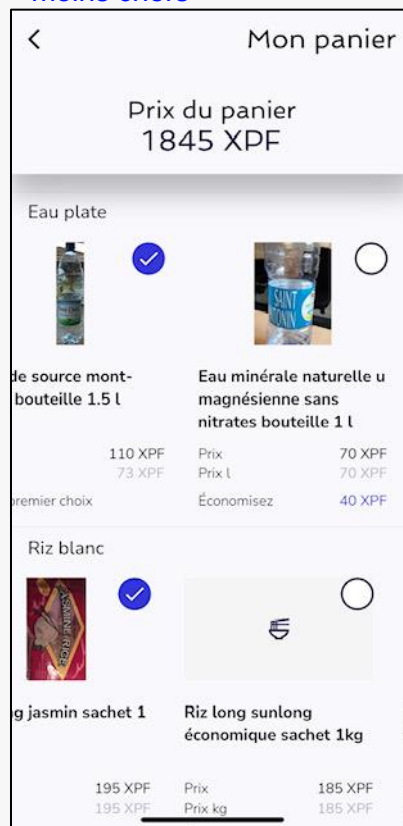 Mon panier
Prix du panier
1845 XPF
Eau plate
de source mont-
bouteille 1.5 l
110 XPF
73 XPF
premier choix
Eau minérale naturelle u
magnésienne sans
nitrates bouteille 1 l
Prix 70 XPF
Prix l 70 XPF
Économisez 40 XPF
SAINT
Riz blanc
JASMINE RICE
g jasmin sachet 1
195 XPF
195 XPF
Riz long sunlong
économique sachet 1kg
Prix 185 XPF
Prix kg 185 XPF